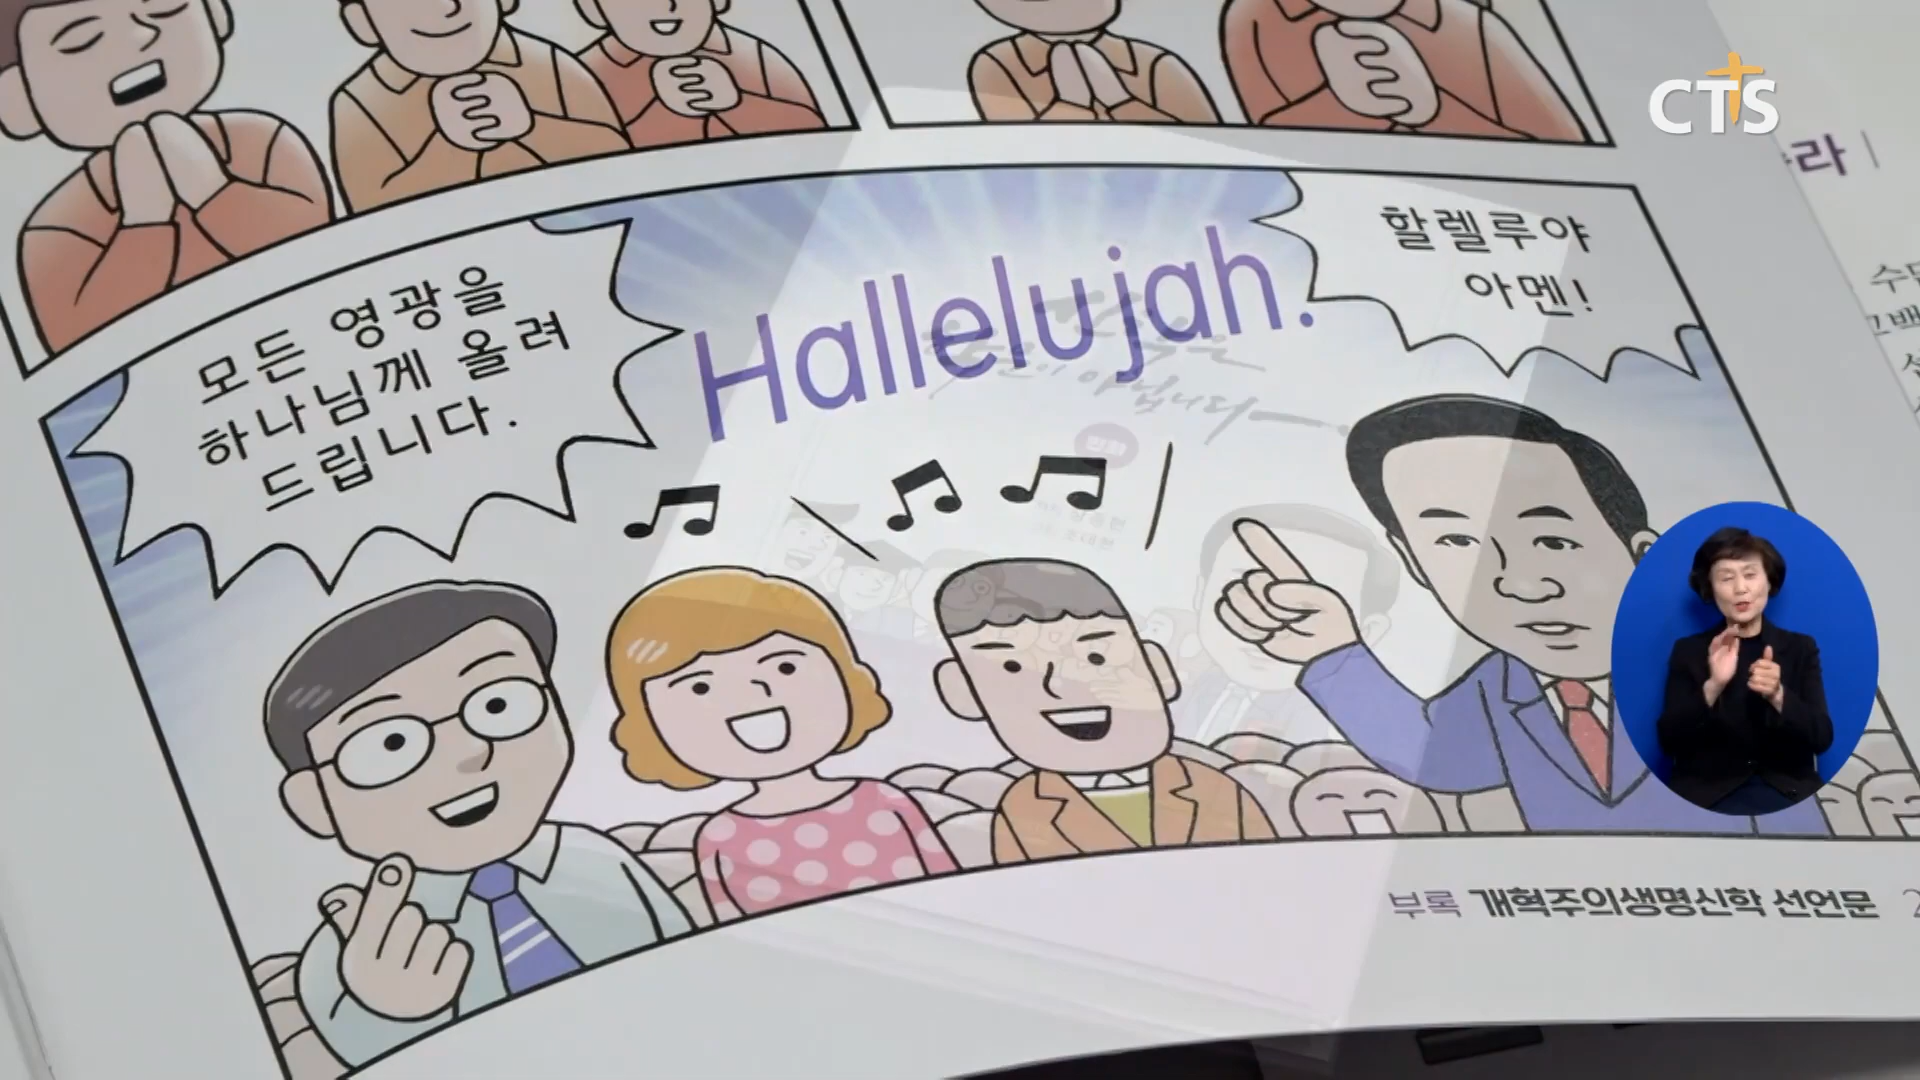 CTS
라
모든 영광을
하나님께 올려
드립니다.
Hallelujah.
할렐루야
아멘!
부록 개혁주의생명신학 선언문